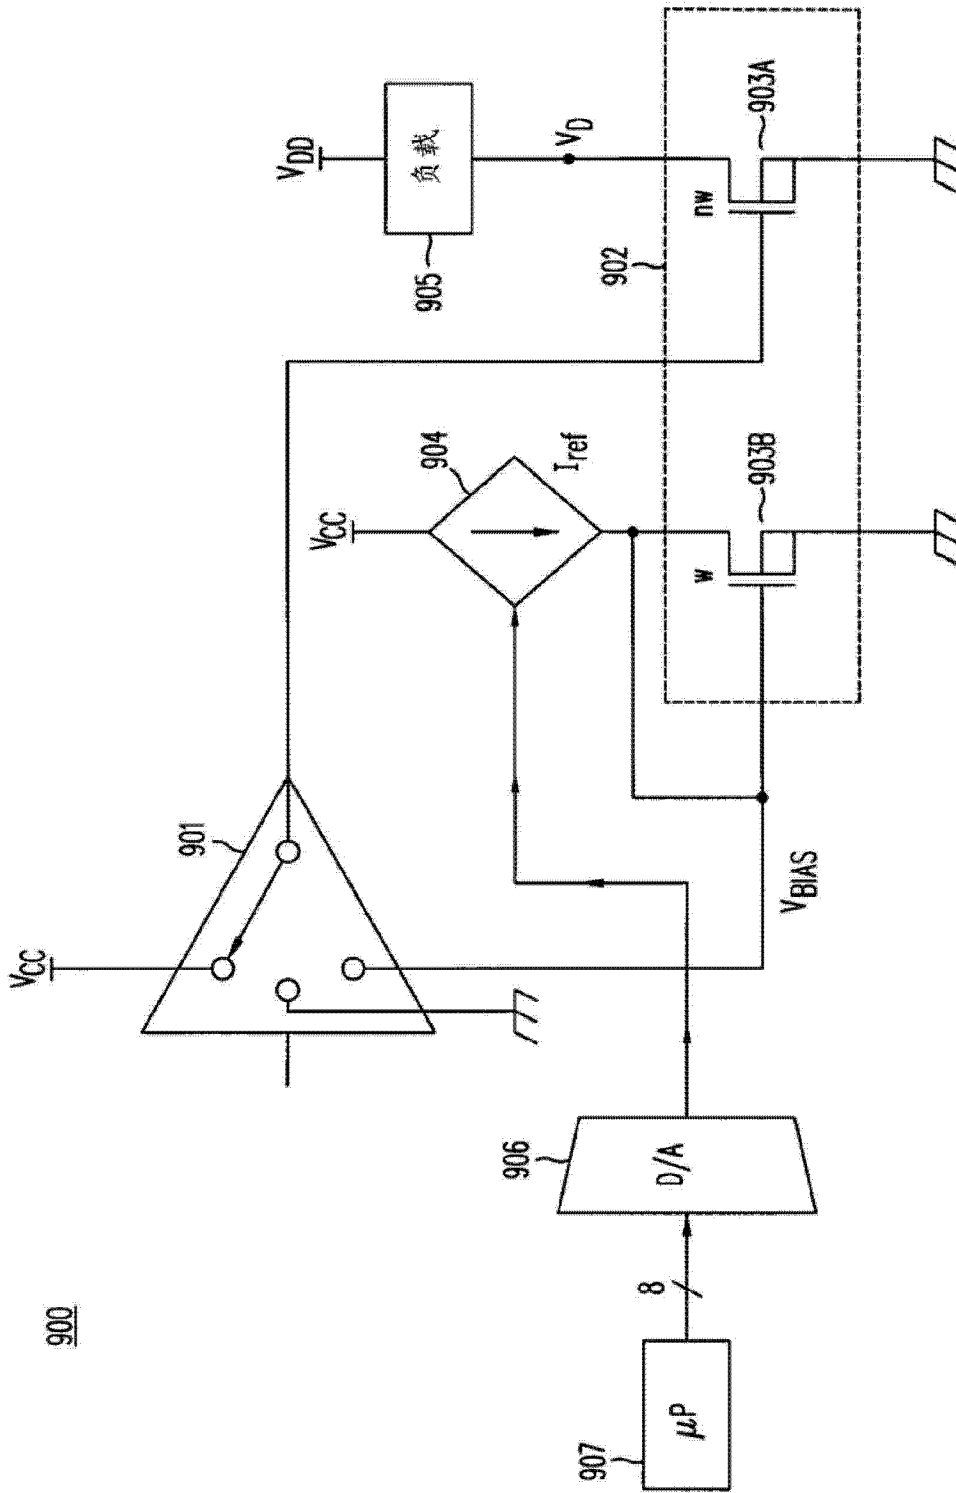 900
V_CC
901
V_DD
负载
905
V_D
V_CC
904
I_ref
902
nw
903A
w
903B
V_BIAS
906
D/A
8
907
μP